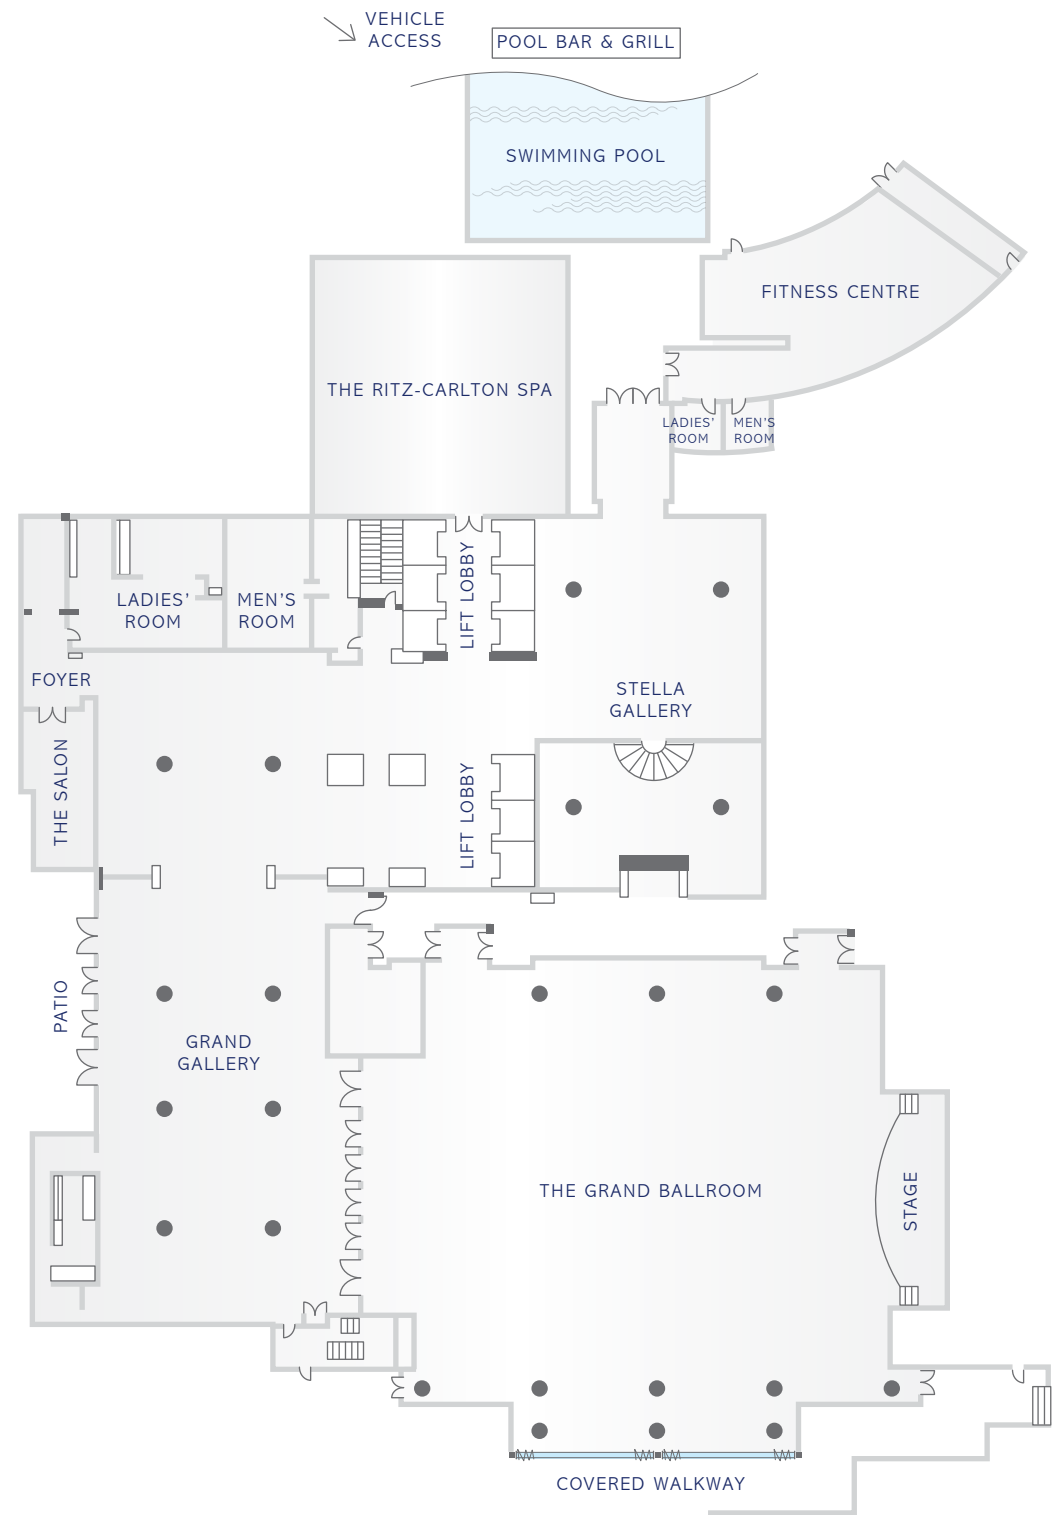 VEHICLE
ACCESS
POOL BAR & GRILL
SWIMMING POOL
FITNESS CENTRE
THE RITZ-CARLTON SPA
LADIES’
ROOM
MEN’S
ROOM
LADIES’
ROOM
MEN’S
ROOM
LIFT LOBBY
FOYER
STELLA
GALLERY
THE SALON
LIFT LOBBY
PATIO
GRAND
GALLERY
THE GRAND BALLROOM
STAGE
COVERED WALKWAY